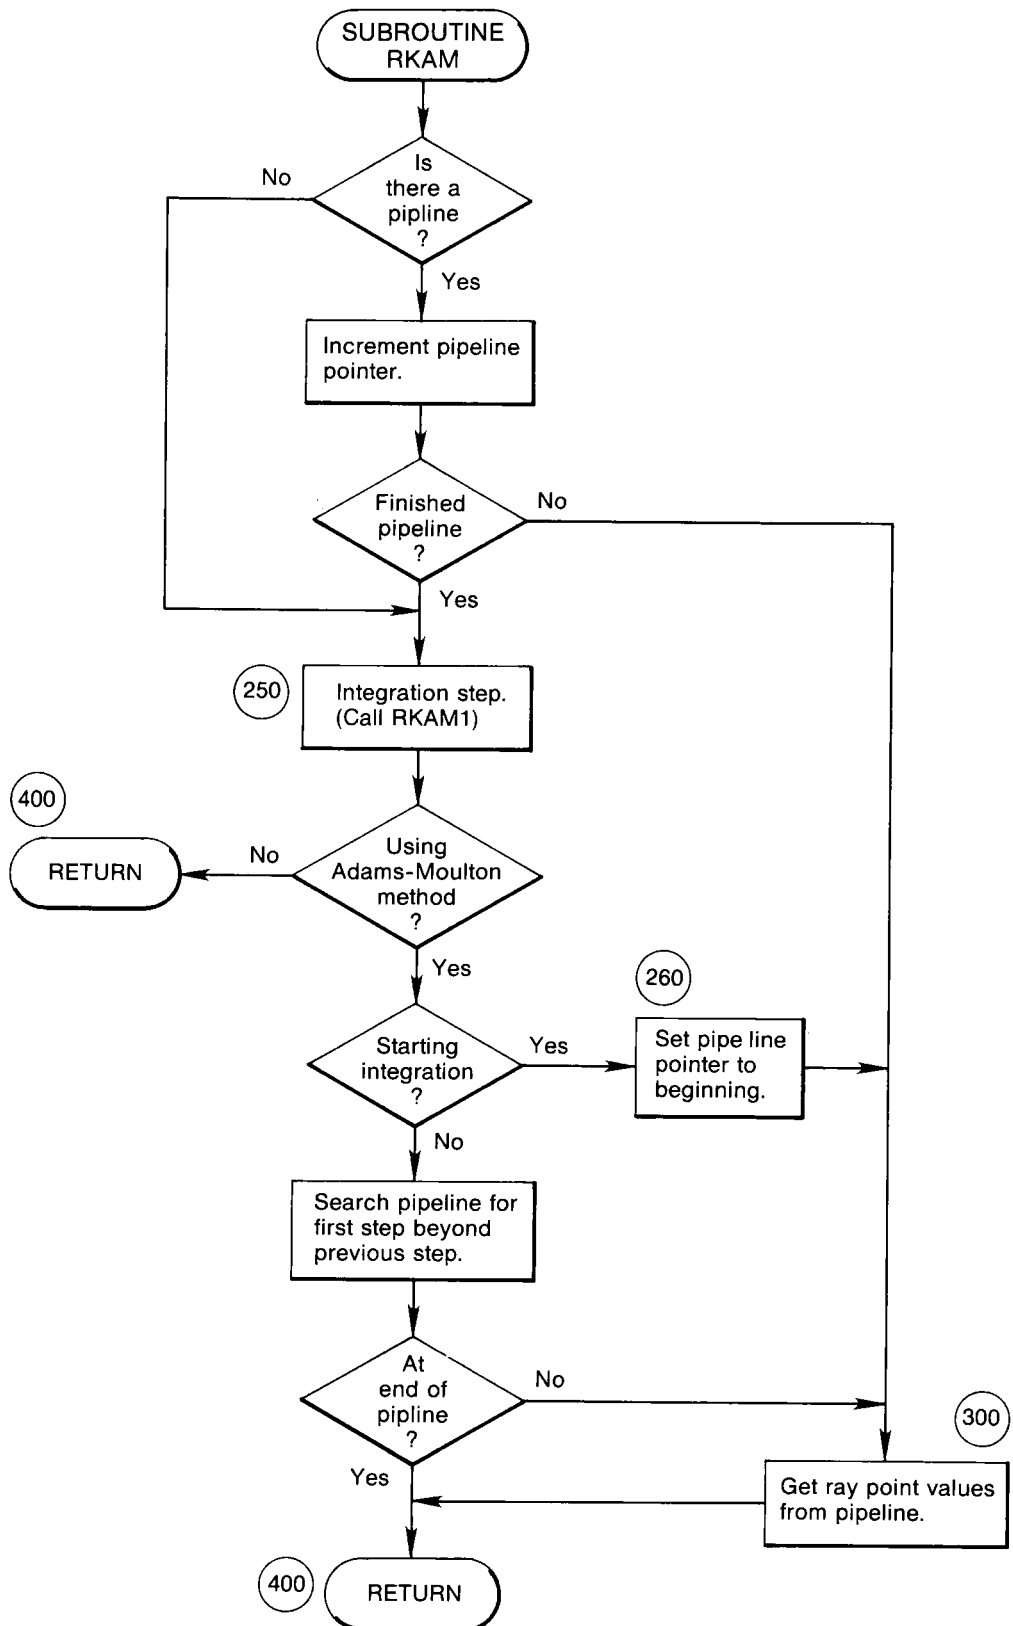 SUBROUTINE
RKAM
Is
there a
pipline
?
No
Yes
Increment pipeline
pointer.
Finished
pipeline
?
No
Yes
250
Integration step.
(Call RKAM1)
400
RETURN
No
Using
Adams-Moulton
method
?
Yes
260
Starting
integration
?
Yes
Set pipe line
pointer to
beginning.
No
Search pipeline for
first step beyond
previous step.
At
end of
pipline
?
No
300
Yes
Get ray point values
from pipeline.
400
RETURN